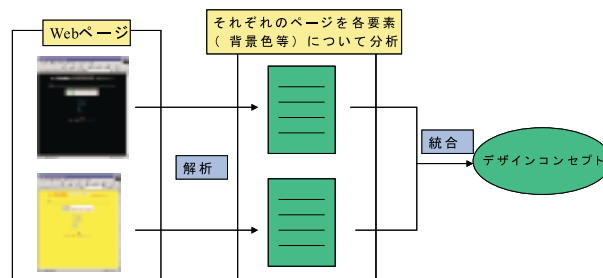 Webページ
それぞれのページを各要素
(背景色等)について分析
解析
統合
デザインコンセプト